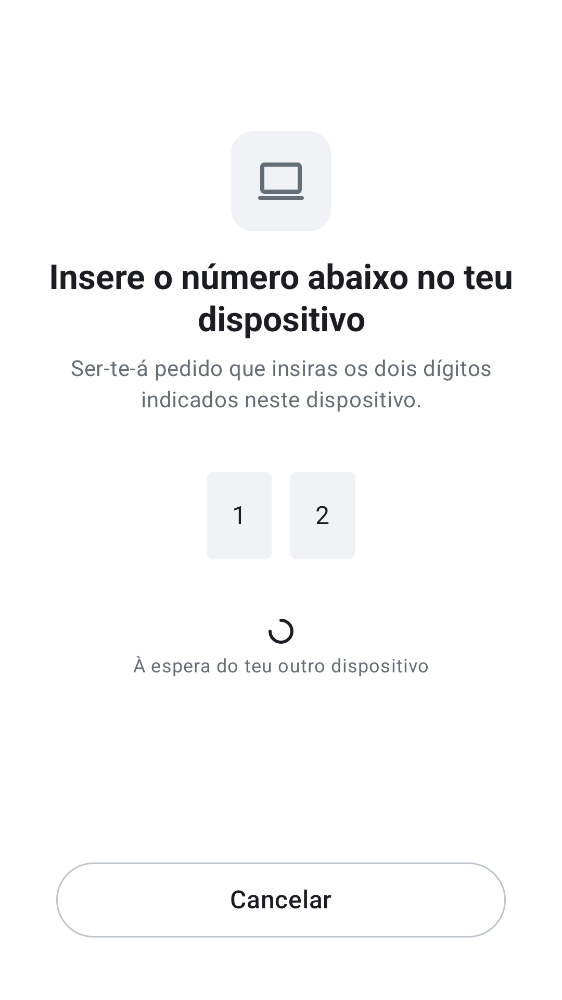 Insere o número abaixo no teu
dispositivo
Ser-te-á pedido que insiras os dois dígitos
indicados neste dispositivo.
1 2
À espera do teu outro dispositivo
Cancelar